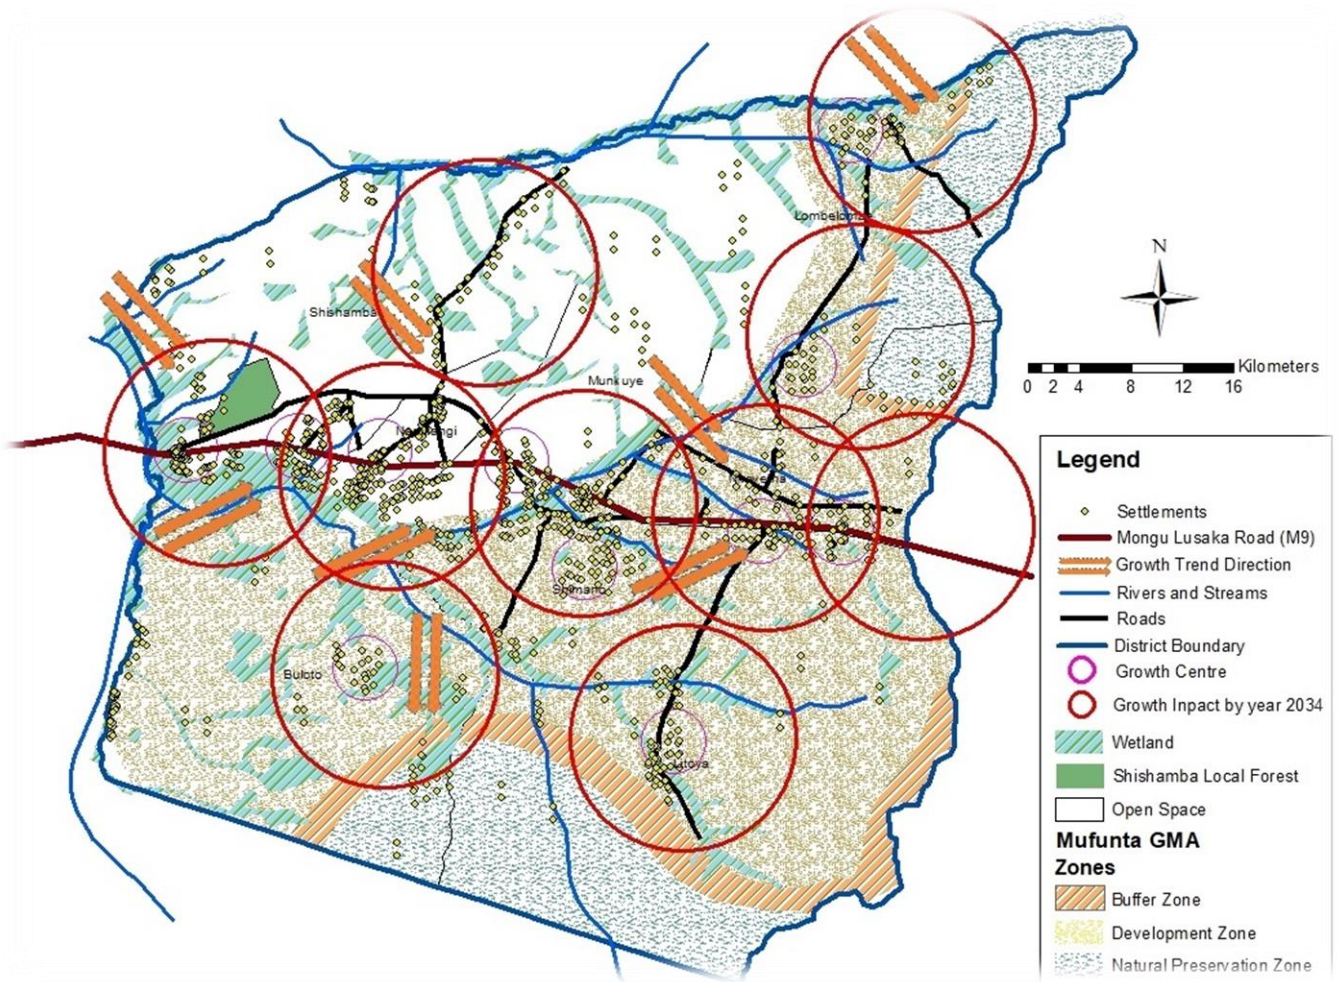 Lombelombe
Shishamba
Munkuye
Buloto
Litoya
N
Kilometers
0 2 4 8 12 16
Legend
Settlements
Mongu Lusaka Road (M9)
Growth Trend Direction
Rivers and Streams
Roads
District Boundary
Growth Centre
Growth Inpact by year 2034
Wetland
Shishamba Local Forest
Open Space
Mufunta GMA
Zones
Buffer Zone
Development Zone
Natural Preservation Zone